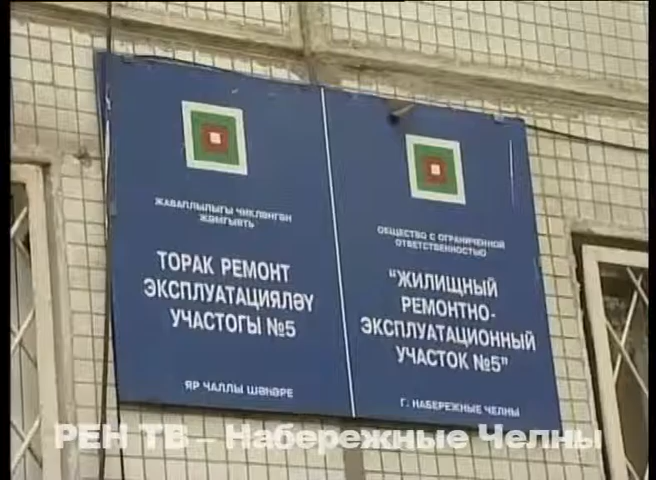 ЖАВАПЛЫЛЫГЫ ЧИКЛӘНГӘН
ҖӘМГЫЯТЬ
ТОРАК РЕМОНТ
ЭКСПЛУАТАЦИЯЛӘҮ
УЧАСТОГЫ №5
ЯР ЧАЛЛЫ ШӘҺӘРЕ
ОБЩЕСТВО С ОГРАНИЧЕННОЙ
ОТВЕТСТВЕННОСТЬЮ
"ЖИЛИЩНЫЙ
РЕМОНТНО-
ЭКСПЛУАТАЦИОННЫЙ
УЧАСТОК №5"
Г. НАБЕРЕЖНЫЕ ЧЕЛНЫ
РЕН ТВ – Набережные Челны